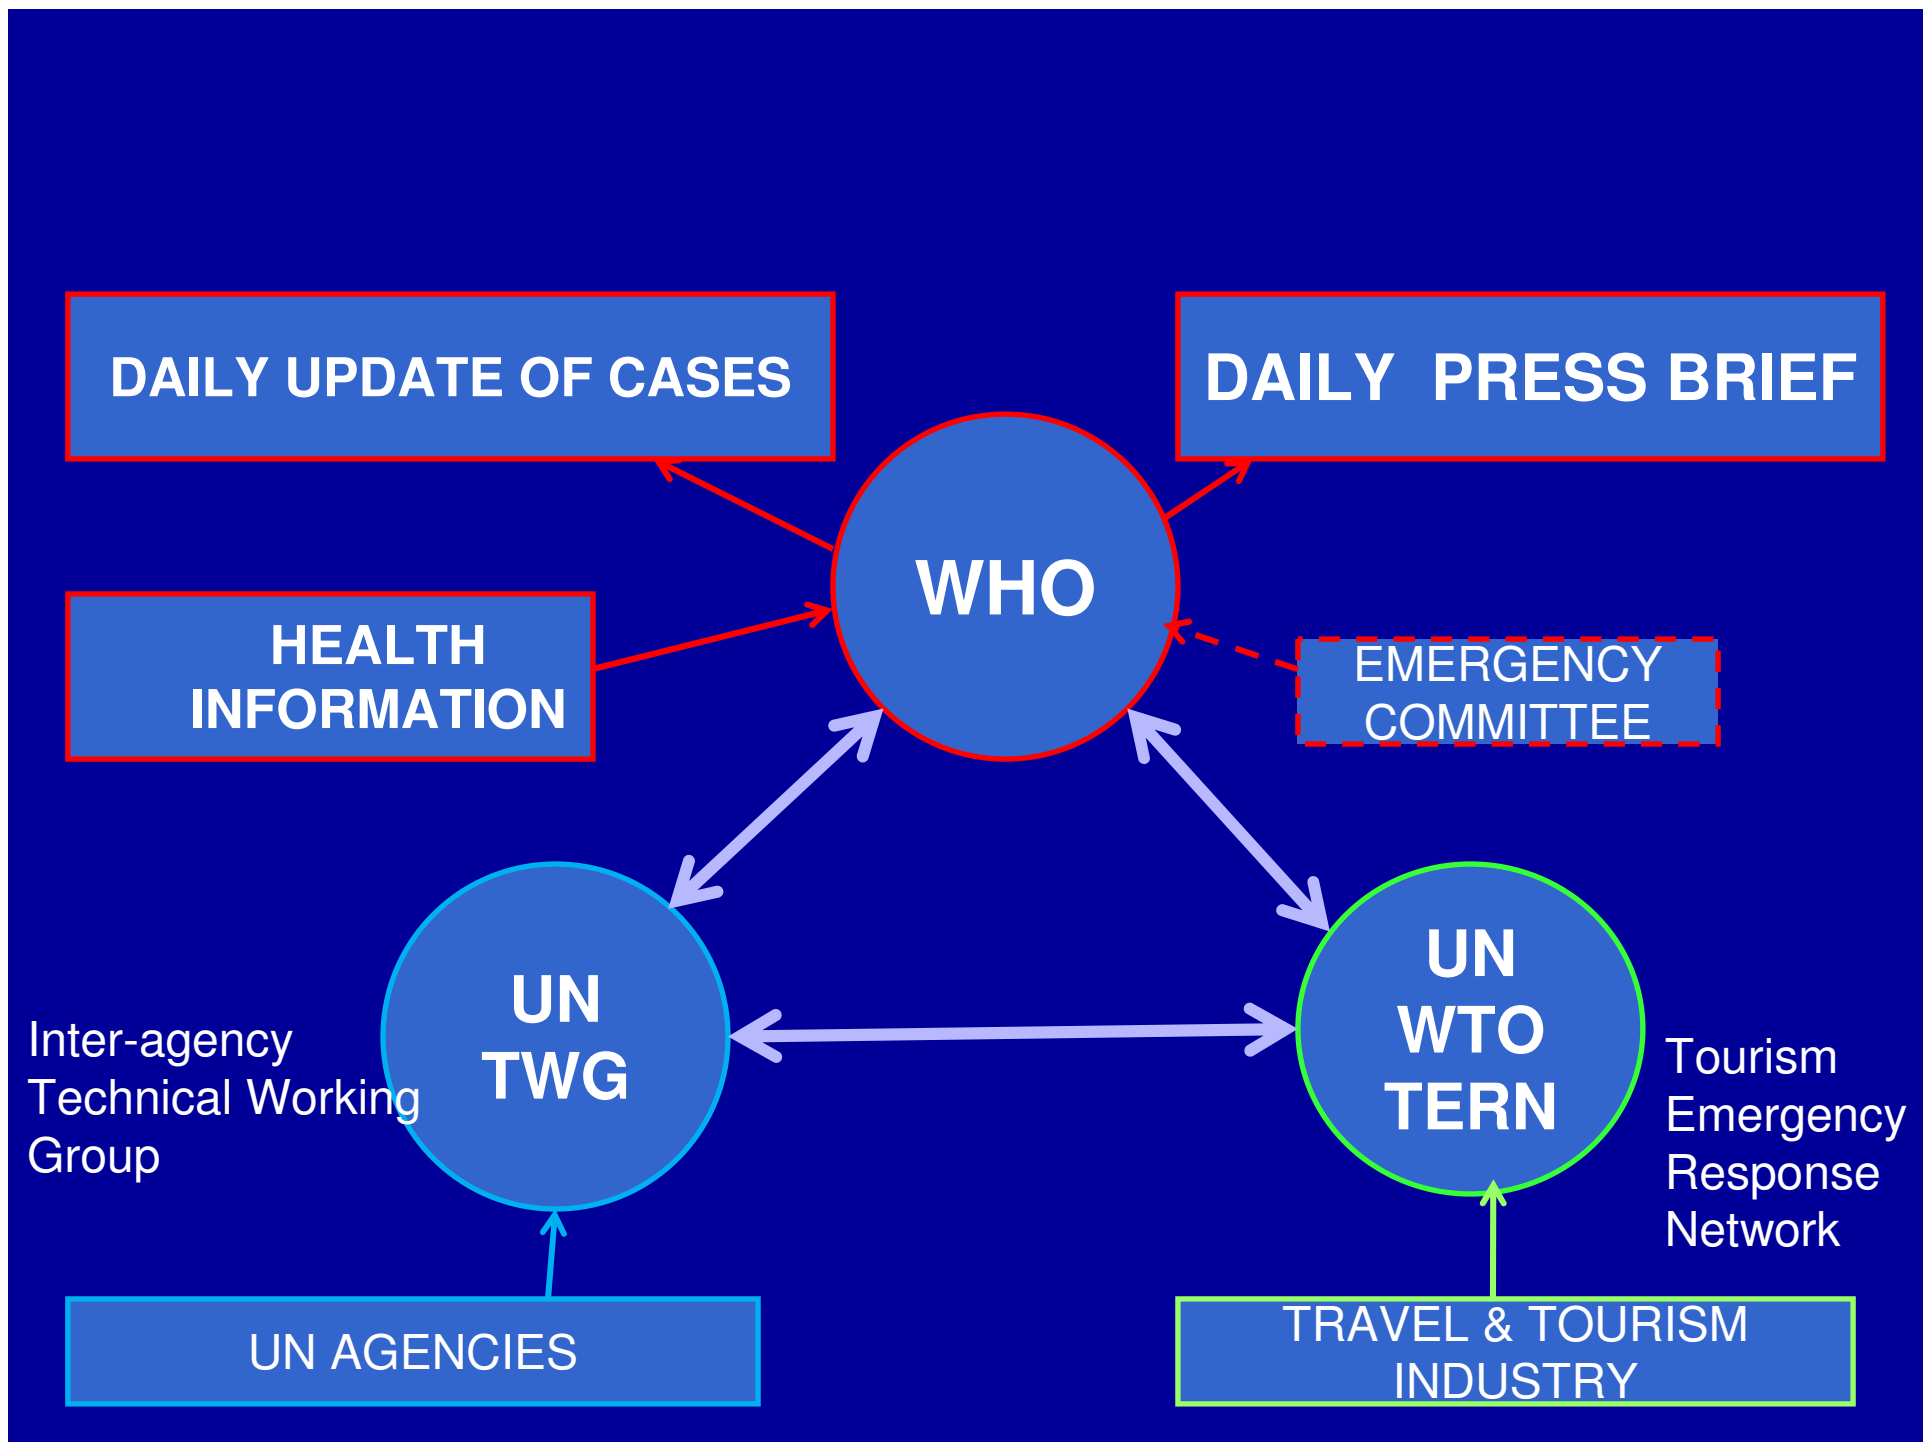 DAILY UPDATE OF CASES
DAILY PRESS BRIEF
WHO
HEALTH
INFORMATION
EMERGENCY
COMMITTEE
UN
TWG
Inter-agency
Technical Working
Group
UN
WTO
TERN
Tourism
Emergency
Response
Network
UN AGENCIES
TRAVEL & TOURISM
INDUSTRY